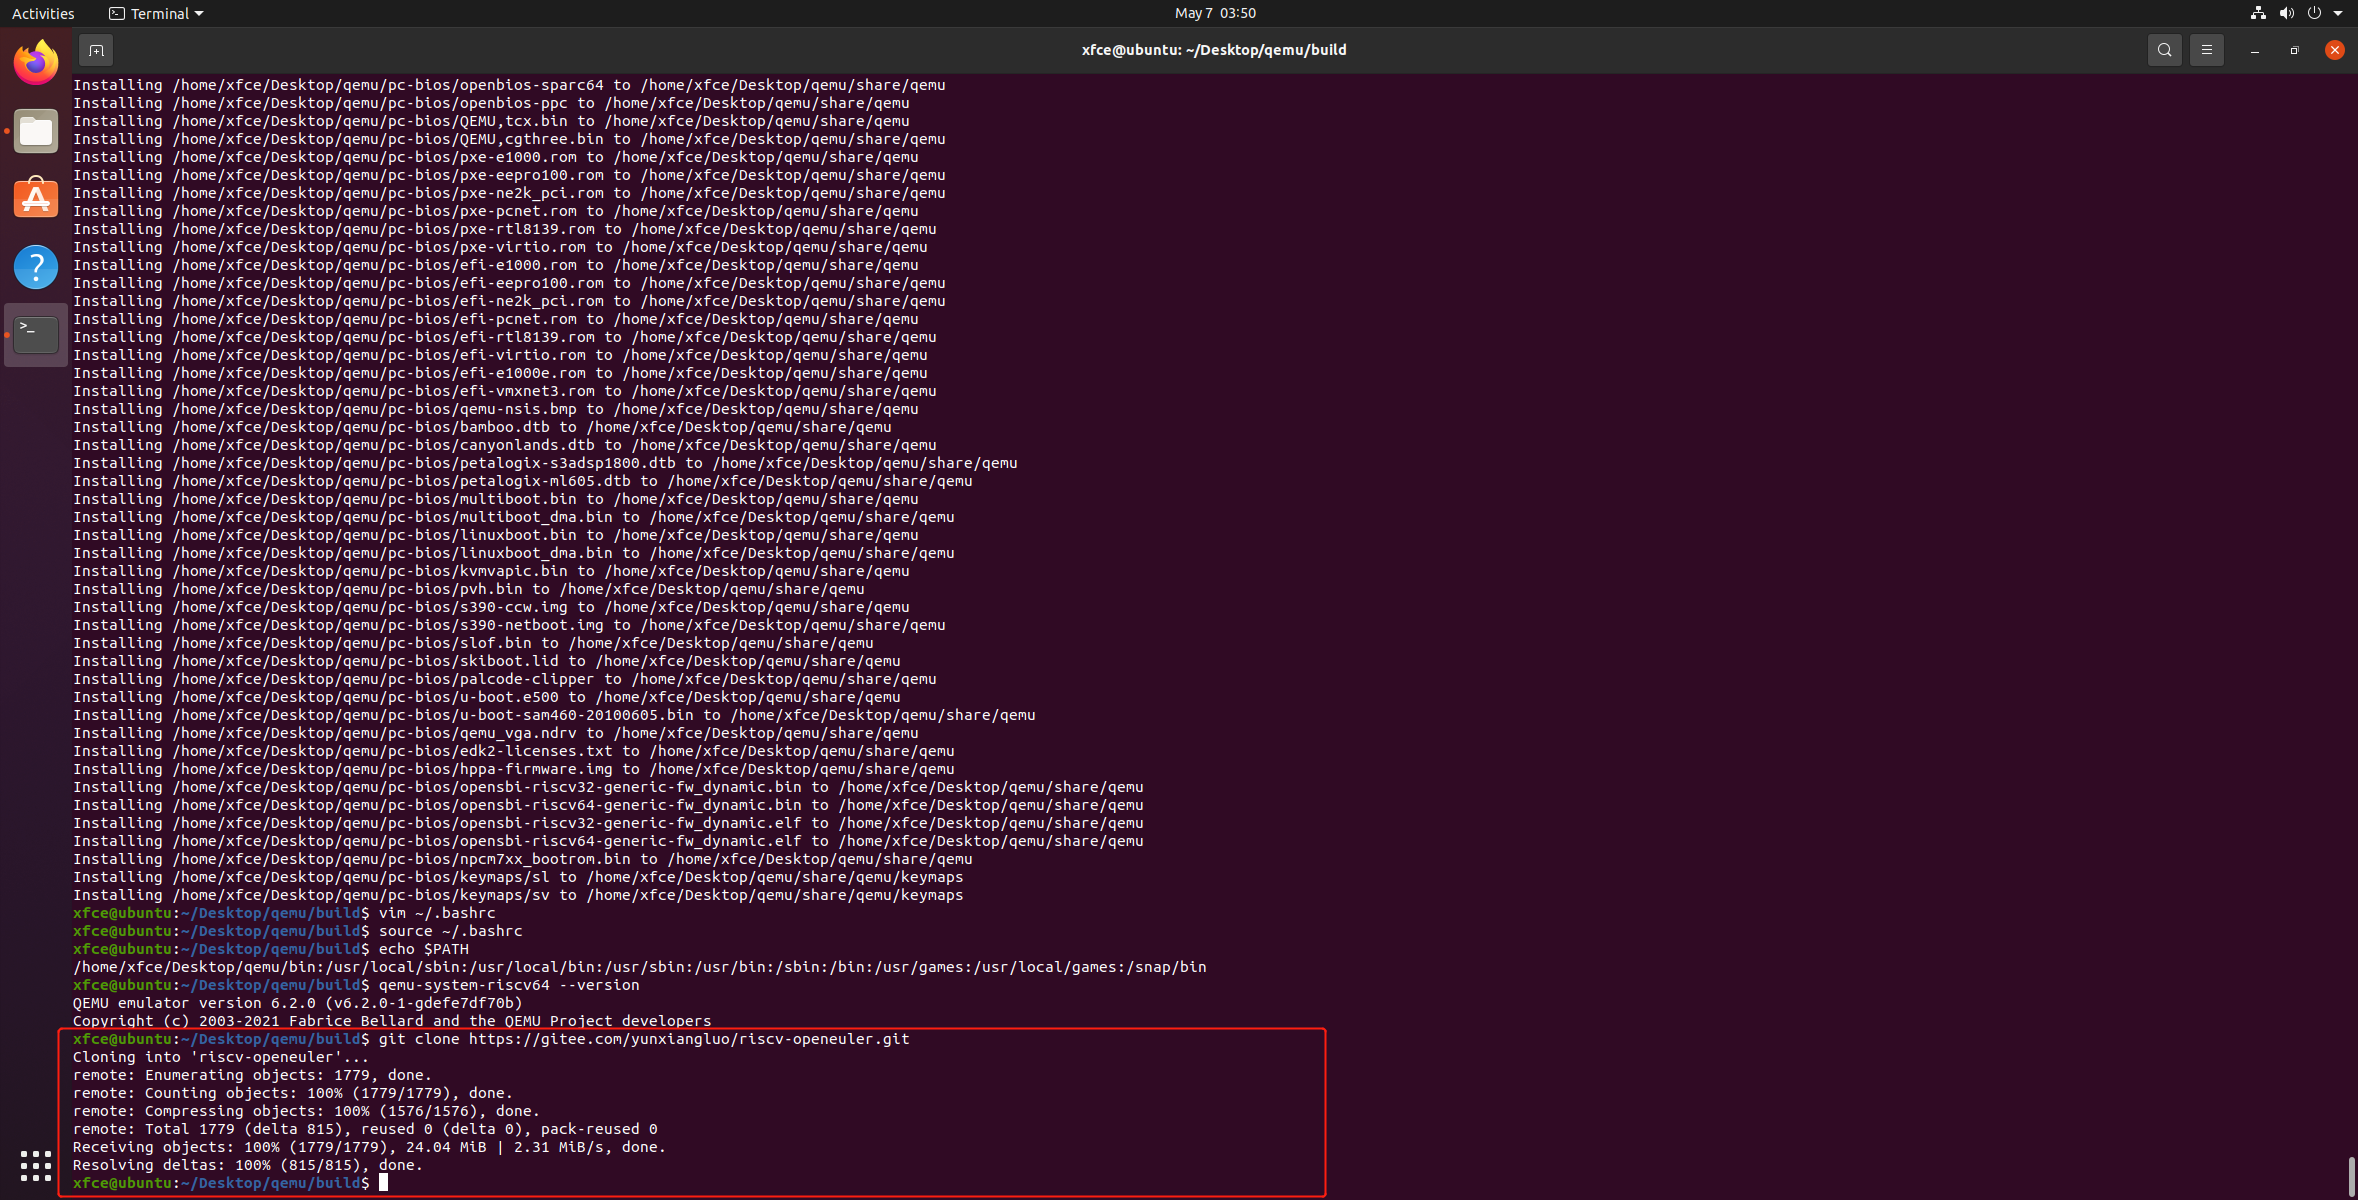 Activities
Terminal
May 7 03:50
xfce@ubuntu: ~/Desktop/qemu/build
Installing /home/xfce/Desktop/qemu/pc-bios/openbios-sparc64 to /home/xfce/Desktop/qemu/share/qemu
Installing /home/xfce/Desktop/qemu/pc-bios/openbios-ppc to /home/xfce/Desktop/qemu/share/qemu
Installing /home/xfce/Desktop/qemu/pc-bios/QEMU,tcx.bin to /home/xfce/Desktop/qemu/share/qemu
Installing /home/xfce/Desktop/qemu/pc-bios/QEMU,cgthree.bin to /home/xfce/Desktop/qemu/share/qemu
Installing /home/xfce/Desktop/qemu/pc-bios/pxe-e1000.rom to /home/xfce/Desktop/qemu/share/qemu
Installing /home/xfce/Desktop/qemu/pc-bios/pxe-eepro100.rom to /home/xfce/Desktop/qemu/share/qemu
Installing /home/xfce/Desktop/qemu/pc-bios/pxe-ne2k_pci.rom to /home/xfce/Desktop/qemu/share/qemu
Installing /home/xfce/Desktop/qemu/pc-bios/pxe-pcnet.rom to /home/xfce/Desktop/qemu/share/qemu
Installing /home/xfce/Desktop/qemu/pc-bios/pxe-rtl8139.rom to /home/xfce/Desktop/qemu/share/qemu
Installing /home/xfce/Desktop/qemu/pc-bios/pxe-virtio.rom to /home/xfce/Desktop/qemu/share/qemu
Installing /home/xfce/Desktop/qemu/pc-bios/efi-e1000.rom to /home/xfce/Desktop/qemu/share/qemu
Installing /home/xfce/Desktop/qemu/pc-bios/efi-eepro100.rom to /home/xfce/Desktop/qemu/share/qemu
Installing /home/xfce/Desktop/qemu/pc-bios/efi-ne2k_pci.rom to /home/xfce/Desktop/qemu/share/qemu
Installing /home/xfce/Desktop/qemu/pc-bios/efi-pcnet.rom to /home/xfce/Desktop/qemu/share/qemu
Installing /home/xfce/Desktop/qemu/pc-bios/efi-rtl8139.rom to /home/xfce/Desktop/qemu/share/qemu
Installing /home/xfce/Desktop/qemu/pc-bios/efi-virtio.rom to /home/xfce/Desktop/qemu/share/qemu
Installing /home/xfce/Desktop/qemu/pc-bios/efi-e1000e.rom to /home/xfce/Desktop/qemu/share/qemu
Installing /home/xfce/Desktop/qemu/pc-bios/efi-vmxnet3.rom to /home/xfce/Desktop/qemu/share/qemu
Installing /home/xfce/Desktop/qemu/pc-bios/qemu-nsis.bmp to /home/xfce/Desktop/qemu/share/qemu
Installing /home/xfce/Desktop/qemu/pc-bios/bamboo.dtb to /home/xfce/Desktop/qemu/share/qemu
Installing /home/xfce/Desktop/qemu/pc-bios/canyonlands.dtb to /home/xfce/Desktop/qemu/share/qemu
Installing /home/xfce/Desktop/qemu/pc-bios/petalogix-s3adsp1800.dtb to /home/xfce/Desktop/qemu/share/qemu
Installing /home/xfce/Desktop/qemu/pc-bios/petalogix-ml605.dtb to /home/xfce/Desktop/qemu/share/qemu
Installing /home/xfce/Desktop/qemu/pc-bios/multiboot.bin to /home/xfce/Desktop/qemu/share/qemu
Installing /home/xfce/Desktop/qemu/pc-bios/multiboot_dma.bin to /home/xfce/Desktop/qemu/share/qemu
Installing /home/xfce/Desktop/qemu/pc-bios/linuxboot.bin to /home/xfce/Desktop/qemu/share/qemu
Installing /home/xfce/Desktop/qemu/pc-bios/linuxboot_dma.bin to /home/xfce/Desktop/qemu/share/qemu
Installing /home/xfce/Desktop/qemu/pc-bios/kvmvapic.bin to /home/xfce/Desktop/qemu/share/qemu
Installing /home/xfce/Desktop/qemu/pc-bios/pvh.bin to /home/xfce/Desktop/qemu/share/qemu
Installing /home/xfce/Desktop/qemu/pc-bios/s390-ccw.img to /home/xfce/Desktop/qemu/share/qemu
Installing /home/xfce/Desktop/qemu/pc-bios/s390-netboot.img to /home/xfce/Desktop/qemu/share/qemu
Installing /home/xfce/Desktop/qemu/pc-bios/slof.bin to /home/xfce/Desktop/qemu/share/qemu
Installing /home/xfce/Desktop/qemu/pc-bios/skiboot.lid to /home/xfce/Desktop/qemu/share/qemu
Installing /home/xfce/Desktop/qemu/pc-bios/palcode-clipper to /home/xfce/Desktop/qemu/share/qemu
Installing /home/xfce/Desktop/qemu/pc-bios/u-boot.e500 to /home/xfce/Desktop/qemu/share/qemu
Installing /home/xfce/Desktop/qemu/pc-bios/u-boot-sam460-20100605.bin to /home/xfce/Desktop/qemu/share/qemu
Installing /home/xfce/Desktop/qemu/pc-bios/qemu_vga.ndrv to /home/xfce/Desktop/qemu/share/qemu
Installing /home/xfce/Desktop/qemu/pc-bios/edk2-licenses.txt to /home/xfce/Desktop/qemu/share/qemu
Installing /home/xfce/Desktop/qemu/pc-bios/hppa-firmware.img to /home/xfce/Desktop/qemu/share/qemu
Installing /home/xfce/Desktop/qemu/pc-bios/opensbi-riscv32-generic-fw_dynamic.bin to /home/xfce/Desktop/qemu/share/qemu
Installing /home/xfce/Desktop/qemu/pc-bios/opensbi-riscv64-generic-fw_dynamic.bin to /home/xfce/Desktop/qemu/share/qemu
Installing /home/xfce/Desktop/qemu/pc-bios/opensbi-riscv32-generic-fw_dynamic.elf to /home/xfce/Desktop/qemu/share/qemu
Installing /home/xfce/Desktop/qemu/pc-bios/opensbi-riscv64-generic-fw_dynamic.elf to /home/xfce/Desktop/qemu/share/qemu
Installing /home/xfce/Desktop/qemu/pc-bios/npcm7xx_bootrom.bin to /home/xfce/Desktop/qemu/share/qemu
Installing /home/xfce/Desktop/qemu/pc-bios/keymaps/sl to /home/xfce/Desktop/qemu/share/qemu/keymaps
Installing /home/xfce/Desktop/qemu/pc-bios/keymaps/sv to /home/xfce/Desktop/qemu/share/qemu/keymaps
xfce@ubuntu:~/Desktop/qemu/build$ vim ~/.bashrc
xfce@ubuntu:~/Desktop/qemu/build$ source ~/.bashrc
xfce@ubuntu:~/Desktop/qemu/build$ echo $PATH
/home/xfce/Desktop/qemu/bin:/usr/local/sbin:/usr/local/bin:/usr/sbin:/usr/bin:/sbin:/bin:/usr/games:/usr/local/games:/snap/bin
xfce@ubuntu:~/Desktop/qemu/build$ qemu-system-riscv64 --version
QEMU emulator version 6.2.0 (v6.2.0-1-gdefe7df70b)
Copyright (c) 2003-2021 Fabrice Bellard and the QEMU Project developers
xfce@ubuntu:~/Desktop/qemu/build$ git clone https://gitee.com/yunxiangluo/riscv-openeuler.git
Cloning into 'riscv-openeuler'...
remote: Enumerating objects: 1779, done.
remote: Counting objects: 100% (1779/1779), done.
remote: Compressing objects: 100% (1576/1576), done.
remote: Total 1779 (delta 815), reused 0 (delta 0), pack-reused 0
Receiving objects: 100% (1779/1779), 24.04 MiB | 2.31 MiB/s, done.
Resolving deltas: 100% (815/815), done.
xfce@ubuntu:~/Desktop/qemu/build$